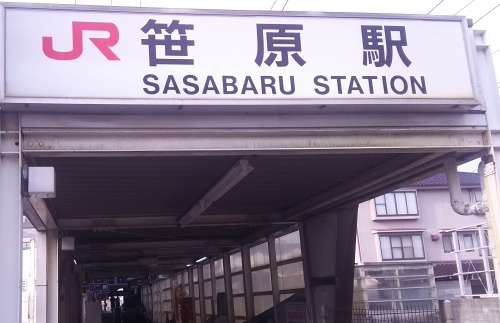 JR 笹原駅
SASABARU STATION